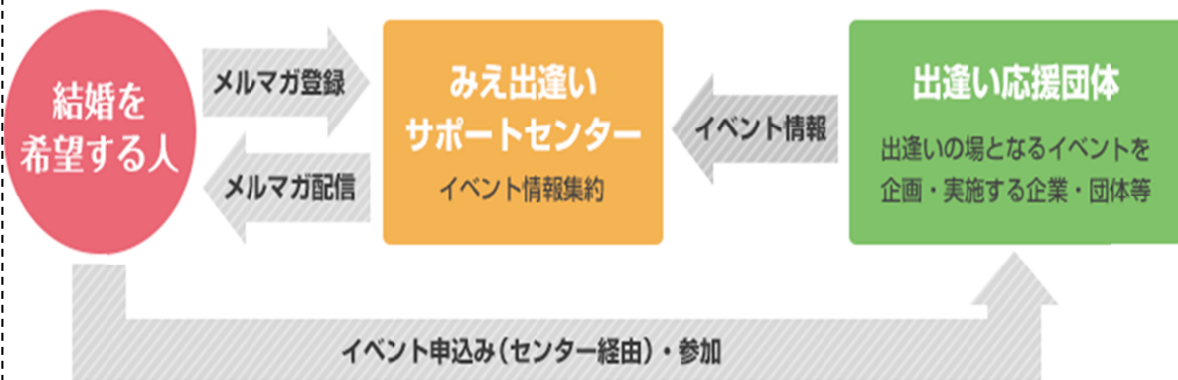 結婚を
希望する人
メルマガ登録
メルマガ配信
みえ出逢い
サポートセンター
イベント情報集約
イベント情報
出逢い応援団体
出逢いの場となるイベントを
企画・実施する企業・団体等
イベント申込み(センター経由)・参加